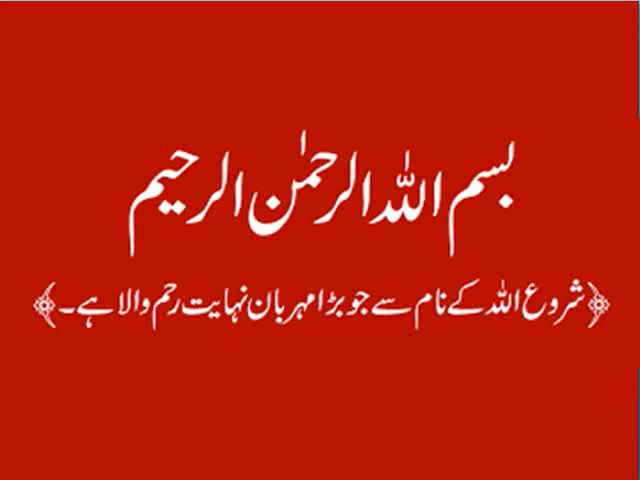 بسم اللہ الرحمٰن الرحیم
﴿شروع اللہ کے نام سے جو بڑا مہربان نہایت رحم والا ہے۔﴾